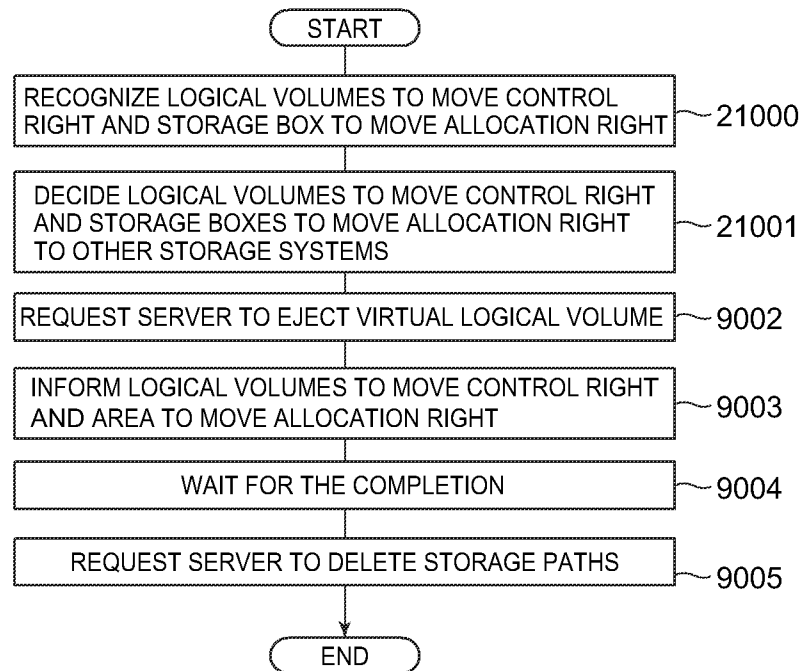 START
RECOGNIZE LOGICAL VOLUMES TO MOVE CONTROL
RIGHT AND STORAGE BOX TO MOVE ALLOCATION RIGHT
21000
DECIDE LOGICAL VOLUMES TO MOVE CONTROL RIGHT
AND STORAGE BOXES TO MOVE ALLOCATION RIGHT
TO OTHER STORAGE SYSTEMS
21001
REQUEST SERVER TO EJECT VIRTUAL LOGICAL VOLUME
9002
INFORM LOGICAL VOLUMES TO MOVE CONTROL RIGHT
AND AREA TO MOVE ALLOCATION RIGHT
9003
WAIT FOR THE COMPLETION
9004
REQUEST SERVER TO DELETE STORAGE PATHS
9005
END